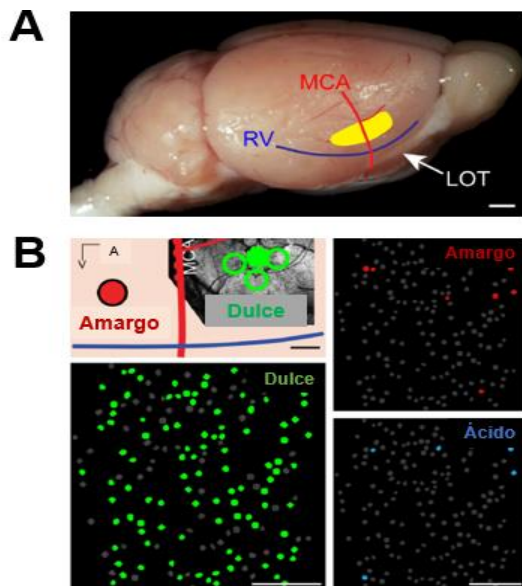 A
MCA
RV
LOT
B
A
MCA
Amargo
Dulce
Amargo
Dulce
Ácido